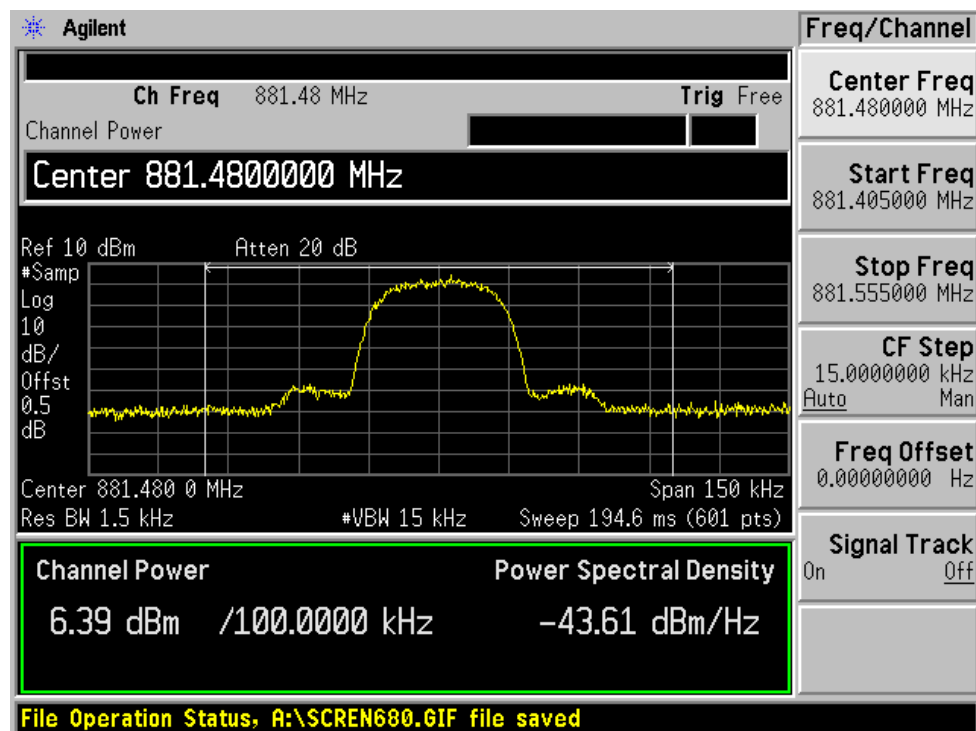 Agilent
Freq/Channel
Ch Freq 881.48 MHz Trig Free
Channel Power
Center 881.4800000 MHz
Ref 10 dBm Atten 20 dB
#Samp
Log
10
dB/
Offst
0.5
dB
Center 881.480 0 MHz Span 150 kHz
Res BW 1.5 kHz #VBW 15 kHz Sweep 194.6 ms (601 pts)
Channel Power Power Spectral Density
6.39 dBm /100.0000 kHz -43.61 dBm/Hz
File Operation Status, A:\SCREN680.GIF file saved
Center Freq
881.480000 MHz
Start Freq
881.405000 MHz
Stop Freq
881.555000 MHz
CF Step
15.0000000 kHz
Auto Man
Freq Offset
0.00000000 Hz
Signal Track
On Off